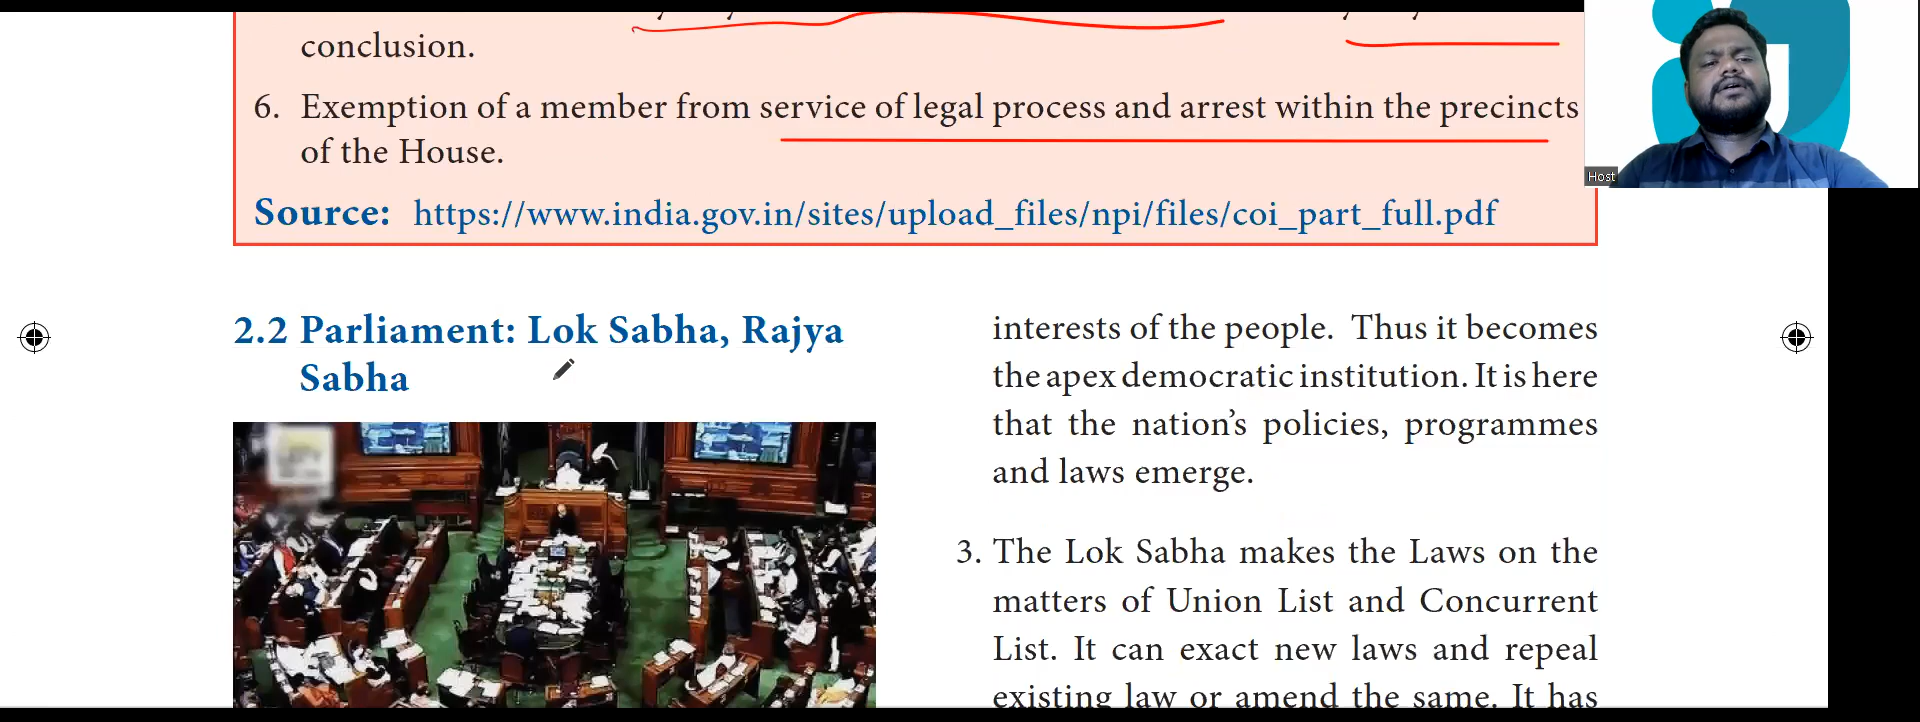 conclusion.
6. Exemption of a member from service of legal process and arrest within the precincts
of the House.
Source: https://www.india.gov.in/sites/upload_files/npi/files/coi_part_full.pdf
Host
2.2 Parliament: Lok Sabha, Rajya
Sabha
interests of the people. Thus it becomes
the apex democratic institution. It is here
that the nation’s policies, programmes
and laws emerge.
3. The Lok Sabha makes the Laws on the
matters of Union List and Concurrent
List. It can exact new laws and repeal
existing law or amend the same. It has